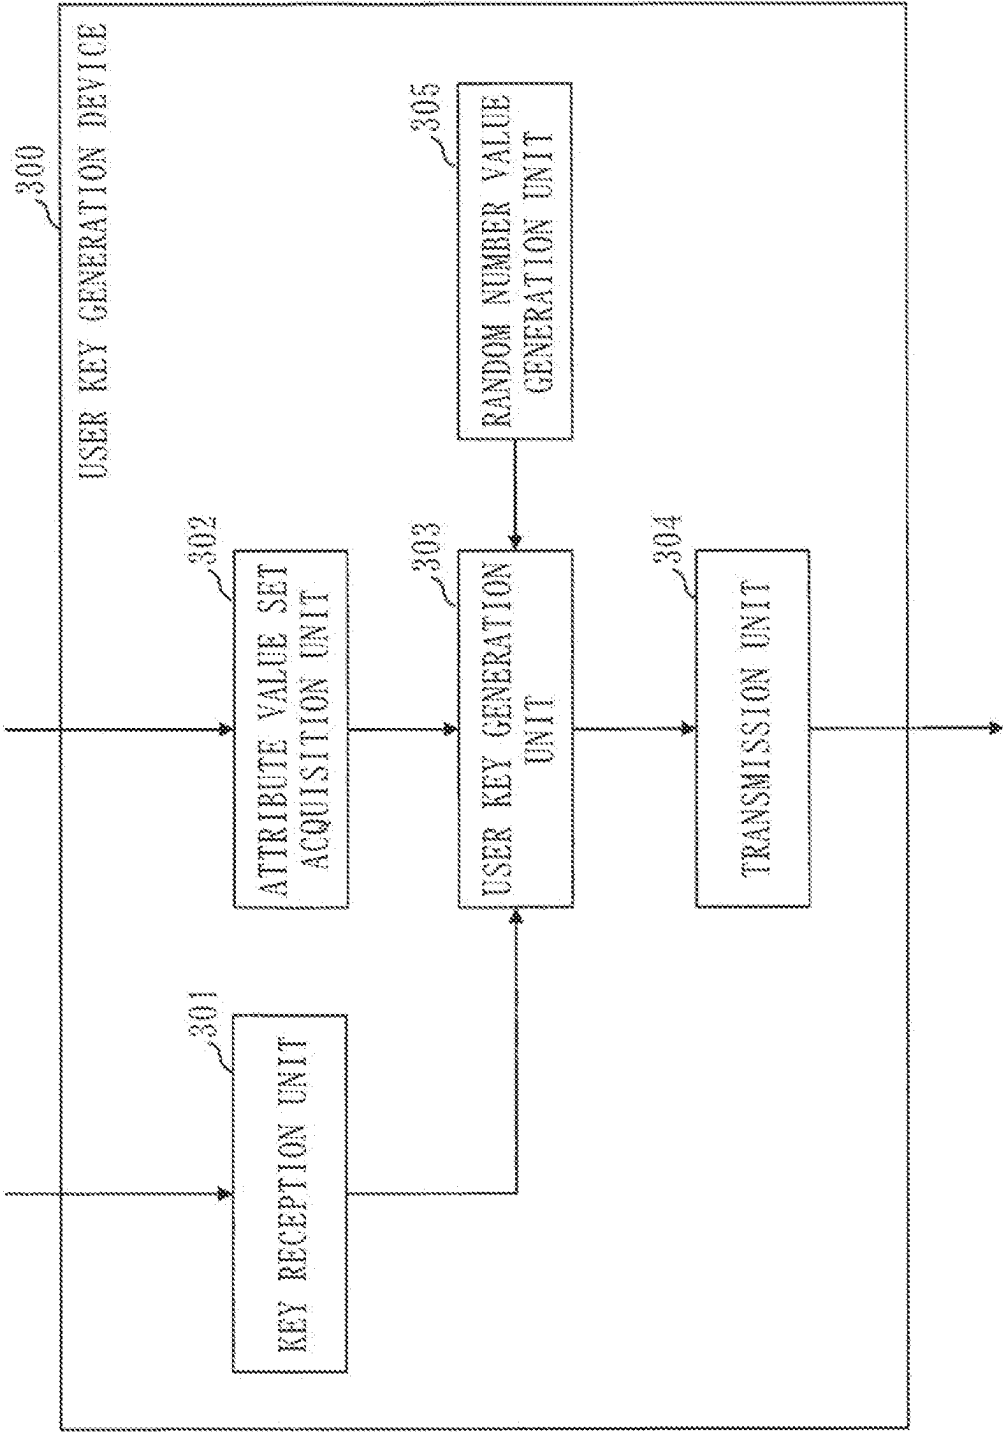 300
USER KEY GENERATION DEVICE
301
KEY RECEPTION UNIT
302
ATTRIBUTE VALUE SET
ACQUISITION UNIT
303
USER KEY GENERATION
UNIT
305
RANDOM NUMBER VALUE
GENERATION UNIT
304
TRANSMISSION UNIT